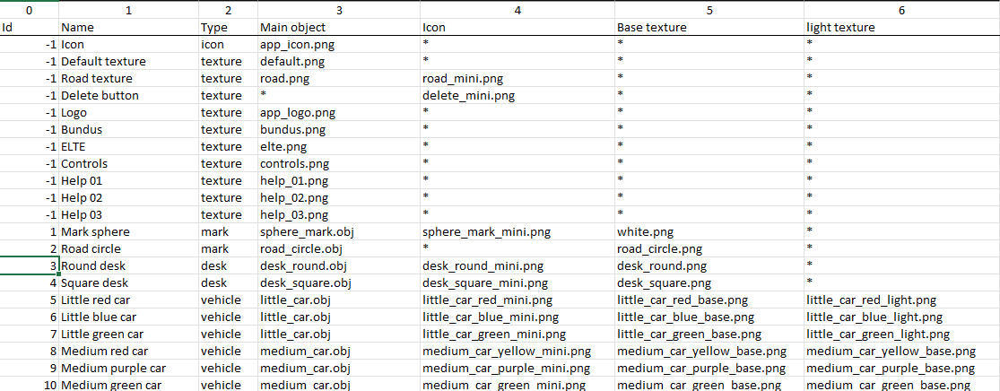 0 1 2 3 4 5 6
Id Name Type Main object Icon Base texture light texture
-1 Icon icon app_icon.png * * *
-1 Default texture texture default.png * * *
-1 Road texture texture road.png road_mini.png * *
-1 Delete button texture * delete_mini.png * *
-1 Logo texture app_logo.png * * *
-1 Bundus texture bundus.png * * *
-1 ELTE texture elte.png * * *
-1 Controls texture controls.png * * *
-1 Help 01 texture help_01.png * * *
-1 Help 02 texture help_02.png * * *
-1 Help 03 texture help_03.png * * *
1 Mark sphere mark sphere_mark.obj sphere_mark_mini.png white.png *
2 Road circle mark road_circle.obj * road_circle.png *
3 Round desk desk desk_round.obj desk_round_mini.png desk_round.png *
4 Square desk desk desk_square.obj desk_square_mini.png desk_square.png *
5 Little red car vehicle little_car.obj little_car_red_mini.png little_car_red_base.png little_car_red_light.png
6 Little blue car vehicle little_car.obj little_car_blue_mini.png little_car_blue_base.png little_car_blue_light.png
7 Little green car vehicle little_car.obj little_car_green_mini.png little_car_green_base.png little_car_green_light.png
8 Medium red car vehicle medium_car.obj medium_car_yellow_mini.png medium_car_yellow_base.png medium_car_yellow_base.png
9 Medium purple car vehicle medium_car.obj medium_car_purple_mini.png medium_car_purple_base.png medium_car_purple_base.png
10 Medium green car vehicle medium_car.obj medium_car_green_mini.png medium_car_green_base.png medium_car_green_base.png